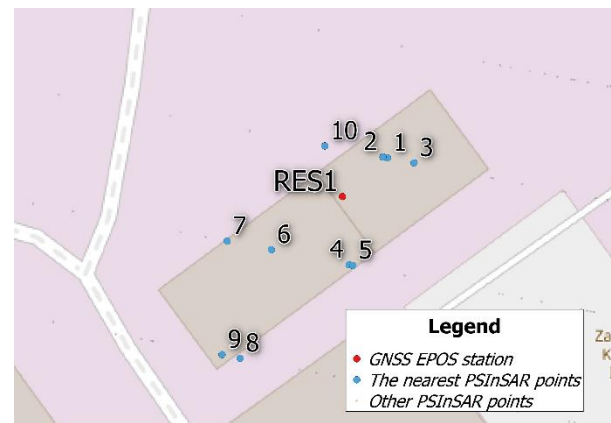 10
2 1 3
RES1
7
6
4 5
9 8
Legend
GNSS EPOS station
The nearest PSInSAR points
Other PSInSAR points
Za
K